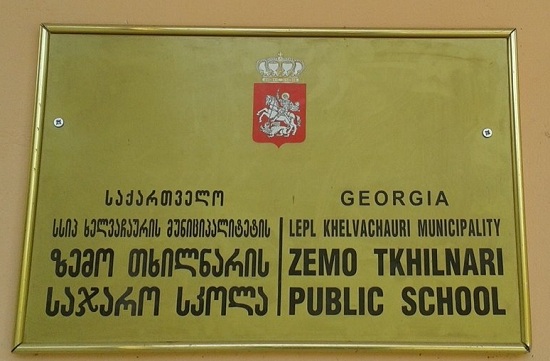 საქართველო
სსიპ ხელვაჩაურის მუნიციპალიტეტის
ზემო თხილნარის
საჯარო სკოლა
GEORGIA
LEPL KHELVACHAURI MUNICIPALITY
ZEMO TKHILNARI
PUBLIC SCHOOL